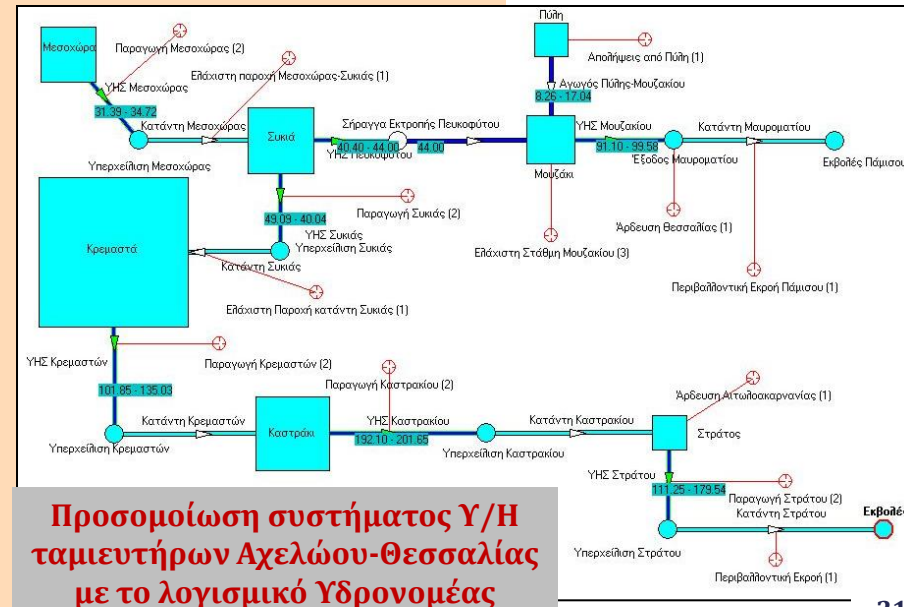 Πύλη
Μεσοχώρα
Παραγωγή Μεσοχώρας (2)
Απολήψεις από Πύλη (1)
Ελάχιστη παροχή Μεσοχώρας-Συκιάς (1)
ΥΗΣ Μεσοχώρας
Αγωγός Πύλης-Μουζακίου
31.39 - 34.72
8.26 - 17.04
Κατάντη Μεσοχώρας
Συκιά
Σήραγγα Εκτροπής Πευκοφύτου
ΥΗΣ Μουζακίου
Κατάντη Μαυροματίου
40.40 - 44.00
44.00
91.10 - 99.58
ΥΗΣ Πευκοφύτου
Υπερχείλιση Μεσοχώρας
Μουζάκι
Έξοδος Μαυροματίου
Εκβολές Πάμισου
Παραγωγή Συκιάς (2)
49.09 - 40.04
ΥΗΣ Συκιάς
Άρδευση Θεσσαλίας (1)
Κρεμαστά
Υπερχείλιση Συκιάς
Ελάχιστη Στάθμη Μουζακίου (3)
Κατάντη Συκιάς
Περιβαλλοντική Εκροή Πάμισου (1)
Ελάχιστη Παροχή κατάντη Συκιάς (1)
ΥΗΣ Κρεμαστών
Παραγωγή Κρεμαστών (2)
Παραγωγή Καστρακίου (2)
101.85 - 135.03
Άρδευση Αιτωλοακαρνανίας (1)
Κατάντη Κρεμαστών
Καστράκι
ΥΗΣ Καστρακίου
Κατάντη Καστρακίου
192.10 - 201.65
Στράτος
Υπερχείλιση Κρεμαστών
Υπερχείλιση Καστρακίου
ΥΗΣ Στράτου
111.25 - 179.54
Παραγωγή Στράτου (2)
Κατάντη Στράτου
Εκβολές
Υπερχείλιση Στράτου
Περιβαλλοντική Εκροή (1)
Προσομοίωση συστήματος Υ/Η
ταμιευτήρων Αχελώου-Θεσσαλίας
με το λογισμικό Υδρονομέας